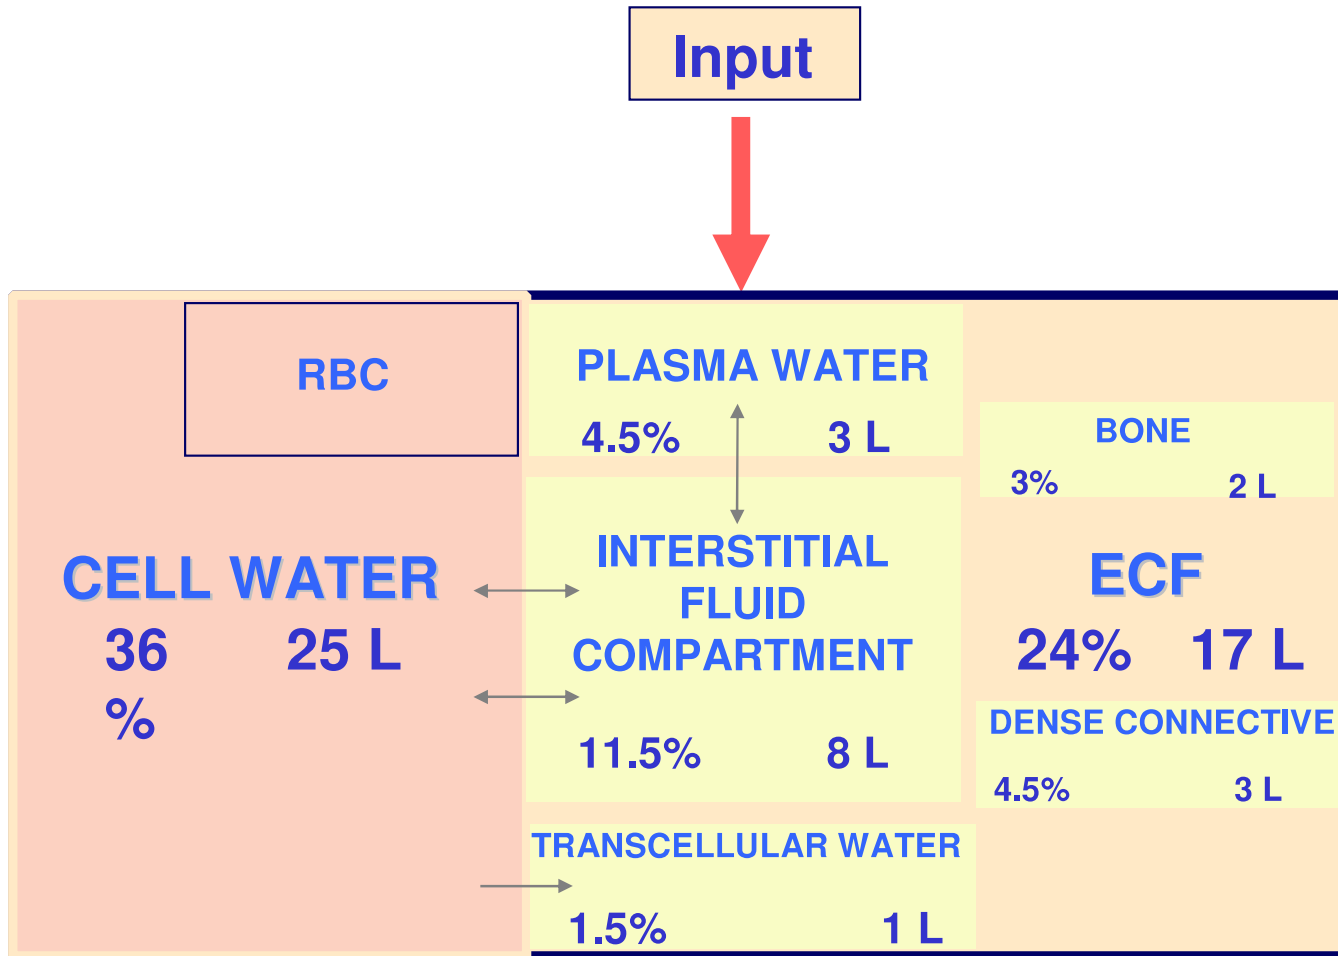 Input
RBC
PLASMA WATER
4.5% 3 L
BONE
3% 2 L
CELL WATER
36 25 L
%
INTERSTITIAL
FLUID
COMPARTMENT
11.5% 8 L
ECF
24% 17 L
DENSE CONNECTIVE
4.5% 3 L
TRANSCELLULAR WATER
1.5% 1 L